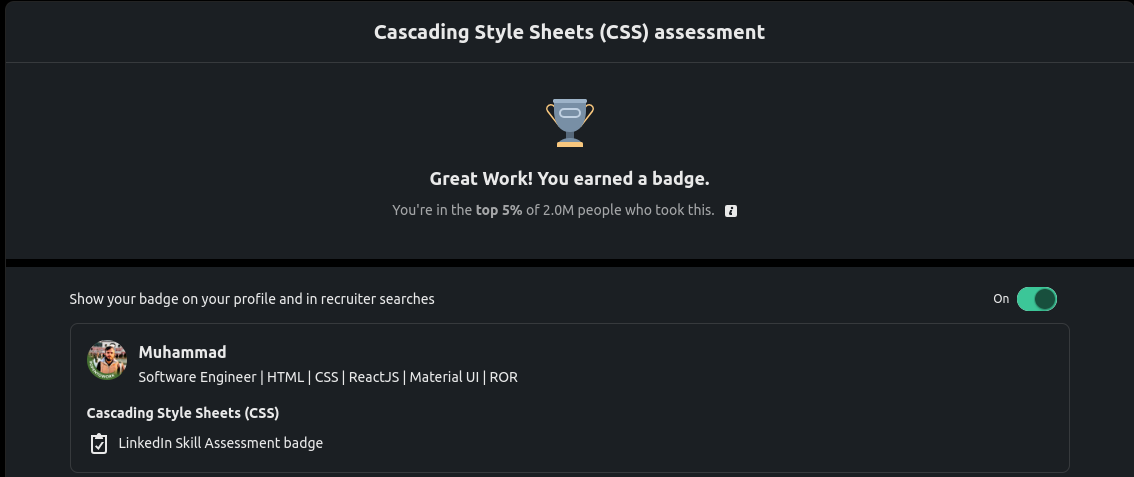 Cascading Style Sheets (CSS) assessment
Great Work! You earned a badge.
You're in the top 5% of 2.0M people who took this.
Show your badge on your profile and in recruiter searches
On
Muhammad
Software Engineer | HTML | CSS | ReactJS | Material UI | ROR
Cascading Style Sheets (CSS)
LinkedIn Skill Assessment badge